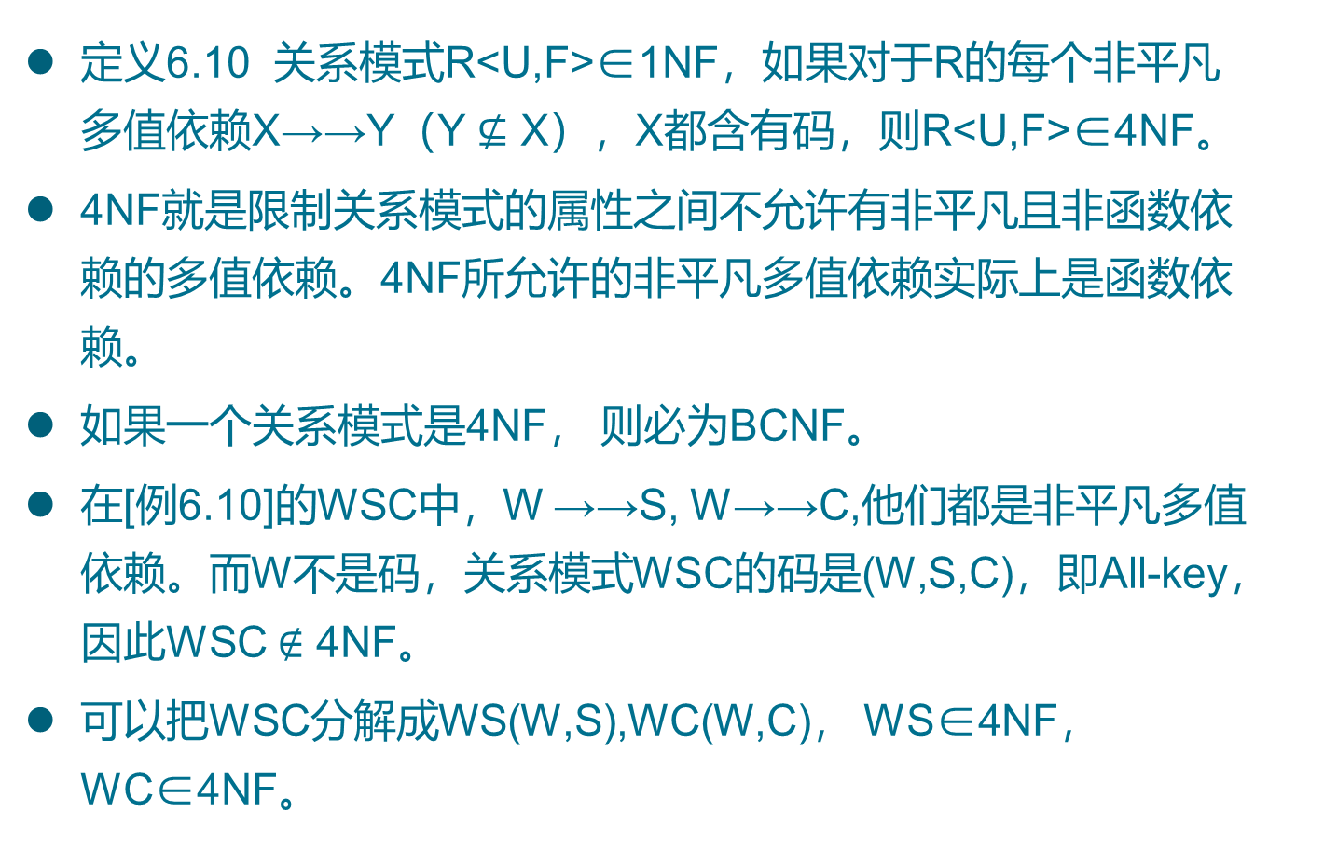 ● 定义6.10 关系模式R<U,F>∈1NF，如果对于R的每个非平凡
多值依赖X→→Y（Y ⊈ X），X都含有码，则R<U,F>∈4NF。
● 4NF就是限制关系模式的属性之间不允许有非平凡且非函数依
赖的多值依赖。4NF所允许的非平凡多值依赖实际上是函数依
赖。
● 如果一个关系模式是4NF， 则必为BCNF。
● 在[例6.10]的WSC中，W →→S, W→→C,他们都是非平凡多值
依赖。而W不是码，关系模式WSC的码是(W,S,C)，即All-key，
因此WSC ∉ 4NF。
● 可以把WSC分解成WS(W,S),WC(W,C)， WS∈4NF，
WC∈4NF。